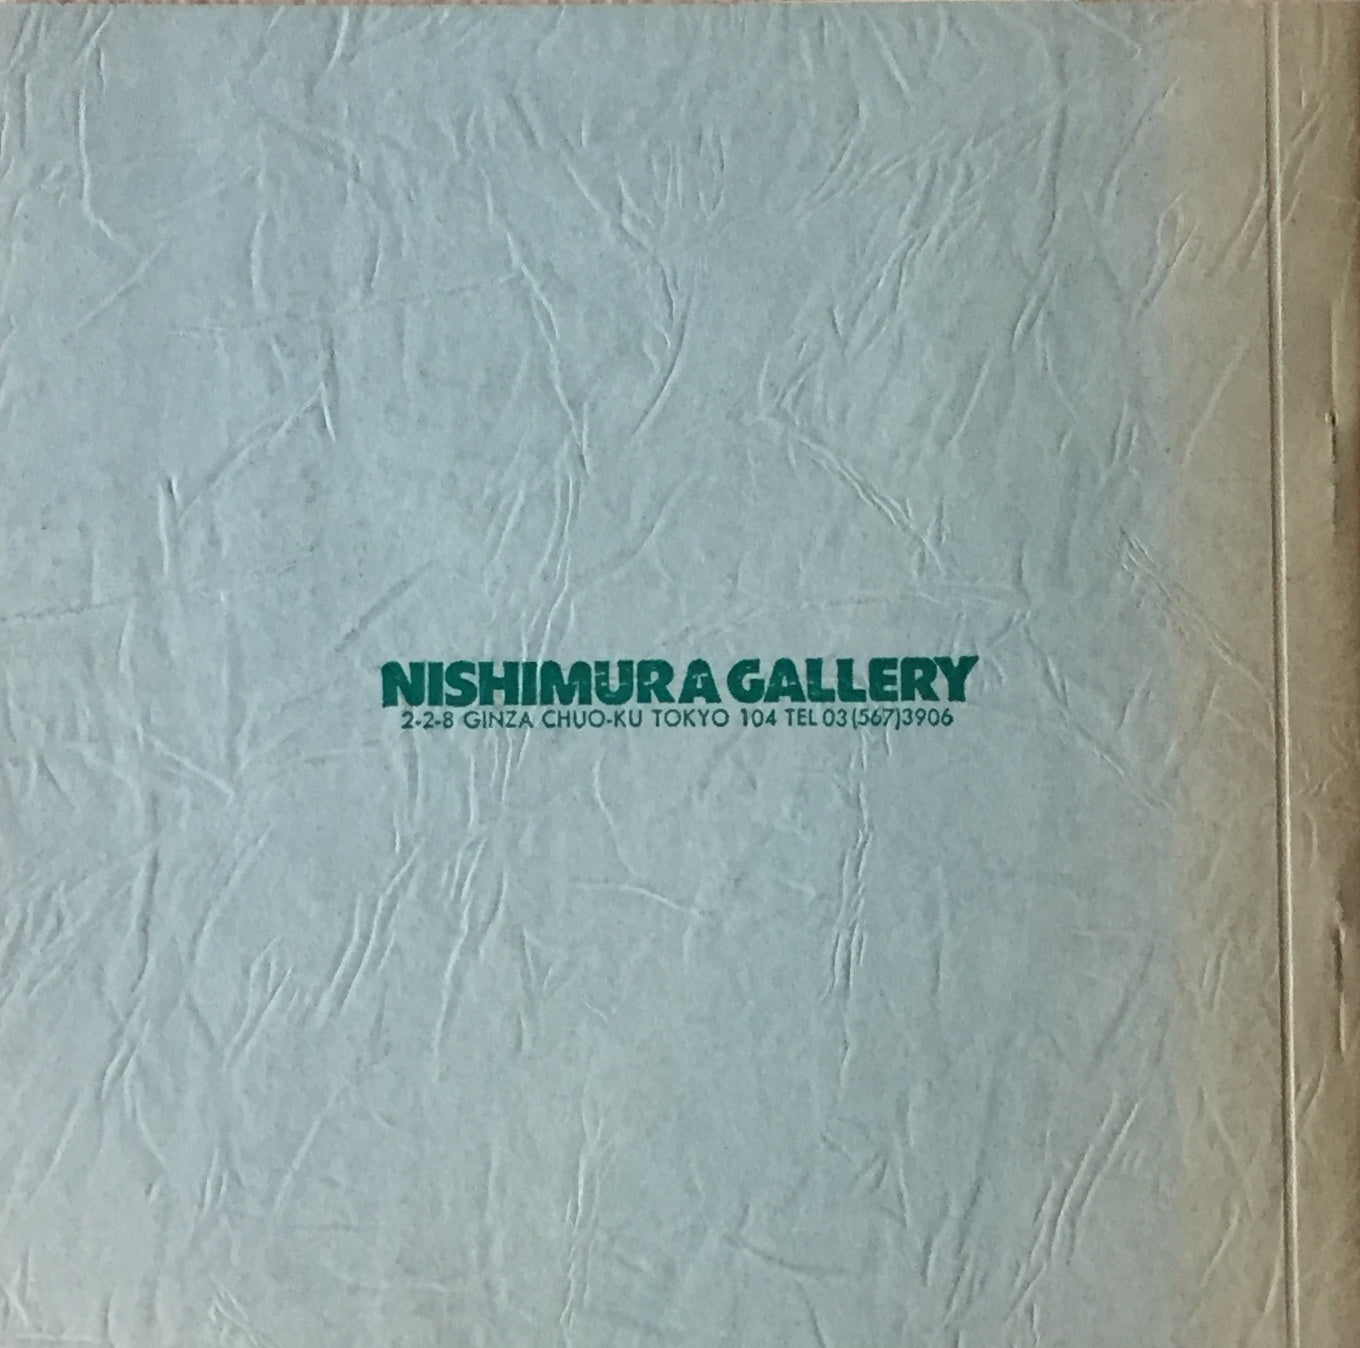 NISHIMURA GALLERY
2-2-8 GINZA CHUO-KU TOKYO 104 TEL 03(567)3906